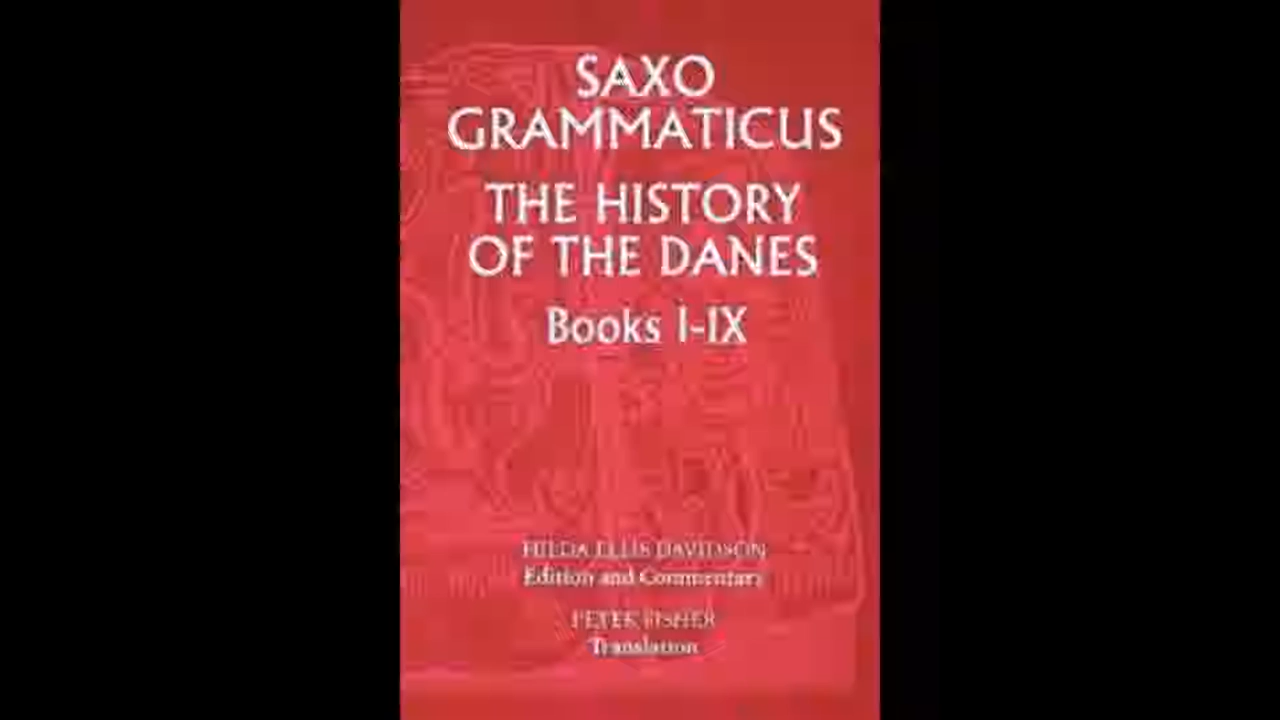 SAXO
GRAMMATICUS
THE HISTORY
OF THE DANES
Books I-IX
HILDA ELLIS DAVIDSON
Edition and Commentary
PETER FISHER
Translation